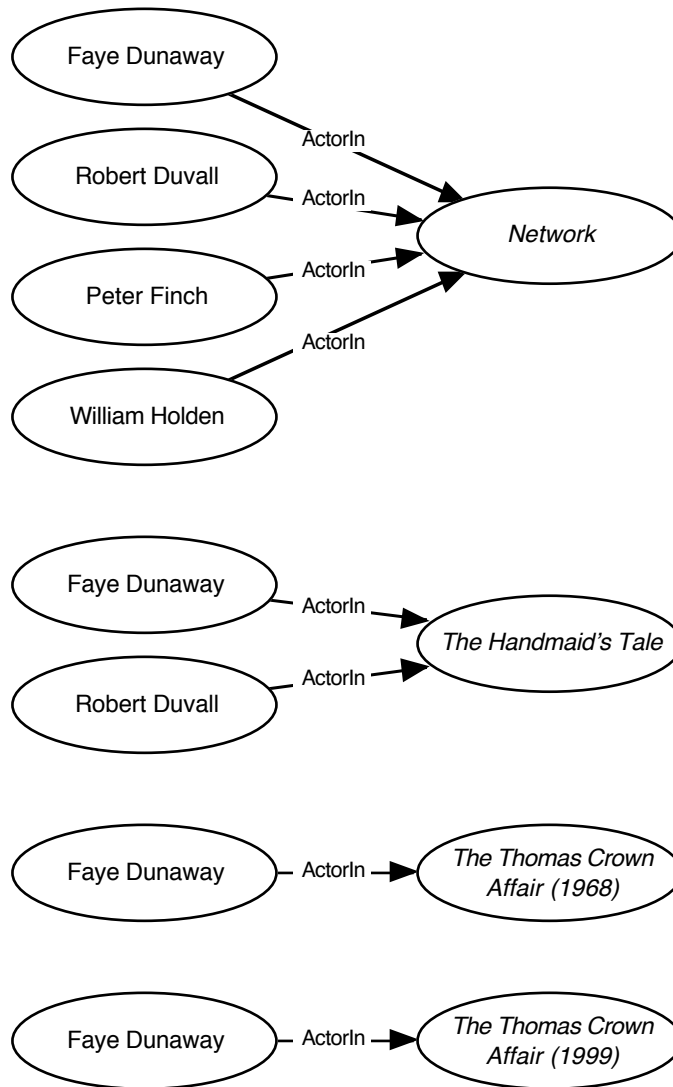 Faye Dunaway
ActorIn
Robert Duvall
ActorIn
Network
Peter Finch
ActorIn
William Holden
ActorIn
Faye Dunaway
ActorIn
The Handmaid’s Tale
Robert Duvall
ActorIn
Faye Dunaway
ActorIn
The Thomas Crown
Affair (1968)
Faye Dunaway
ActorIn
The Thomas Crown
Affair (1999)